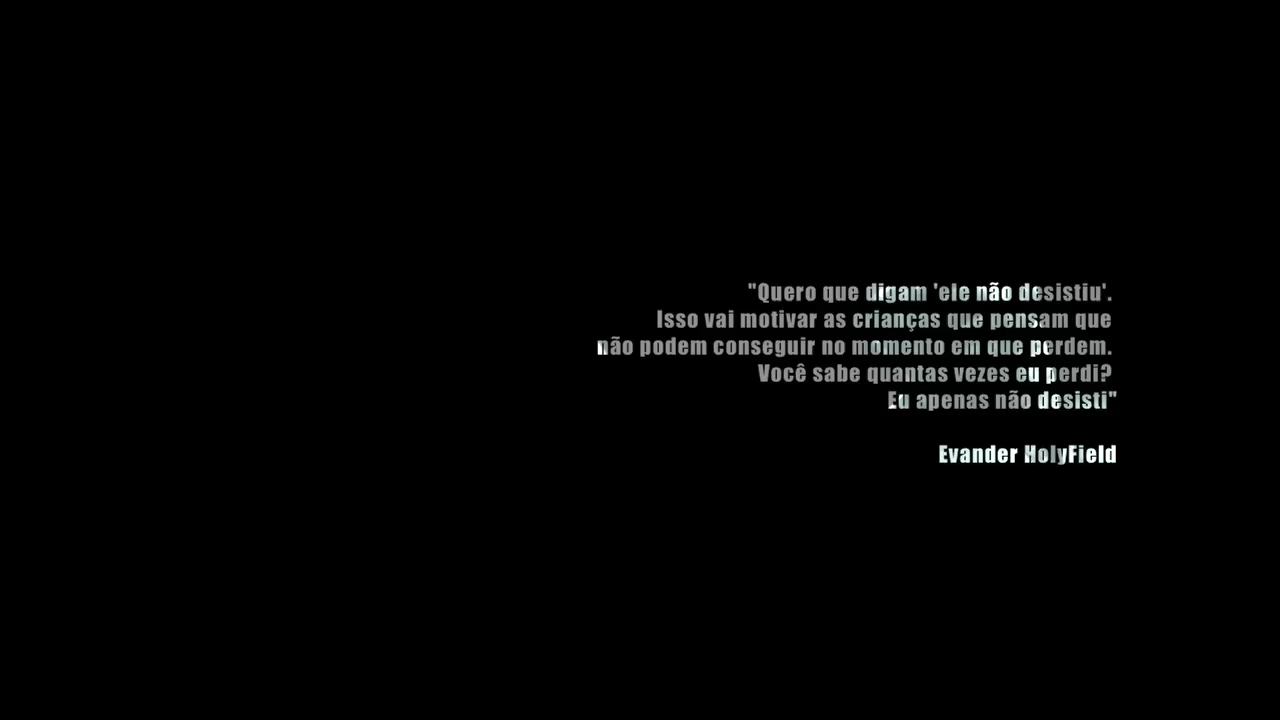 "Quero que digam 'ele não desistiu'.
Isso vai motivar as crianças que pensam que
não podem conseguir no momento em que perdem.
Você sabe quantas vezes eu perdi?
Eu apenas não desisti"
Evander HolyField